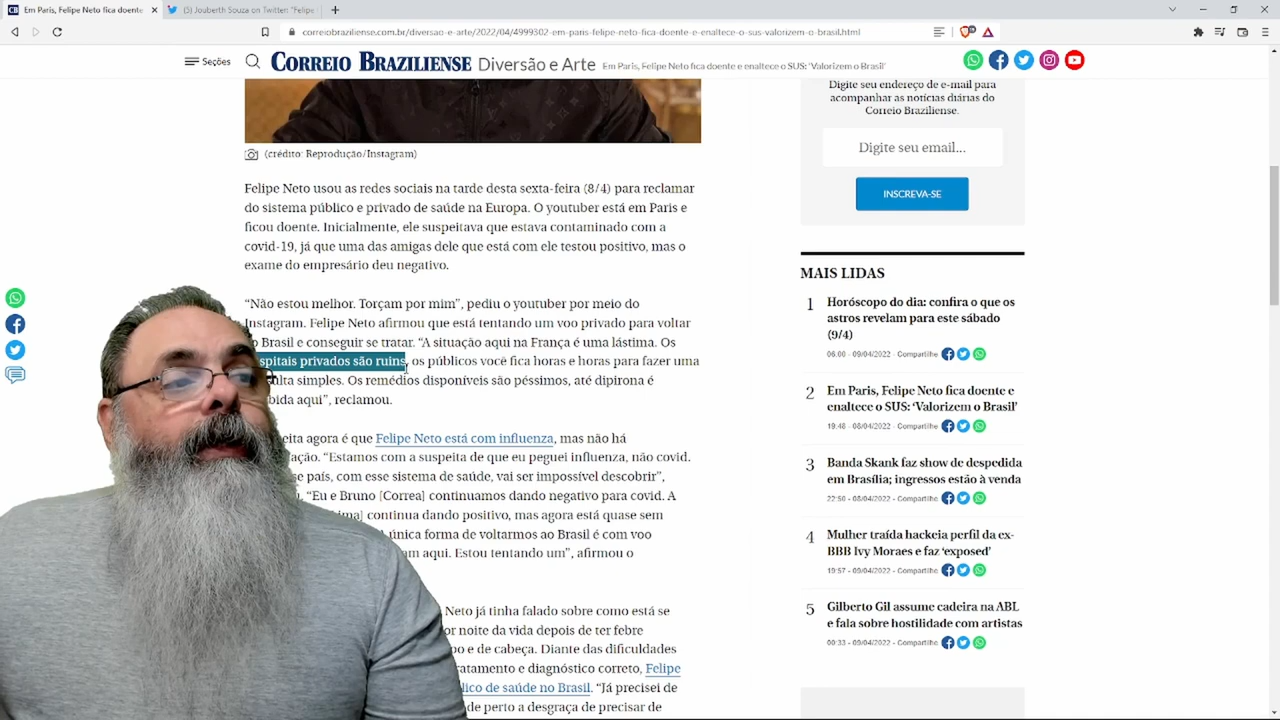 Em Paris, Felipe Neto fica doente
(5) Jouberth Souza on Twitter: "Felipe
correiobraziliense.com.br/diversao-e-arte/2022/04/4999302-em-paris-felipe-neto-fica-doente-e-enaltece-o-sus-valorizem-o-brasil.html
Seções
CORREIO BRAZILIENSE
Diversão e Arte
Em Paris, Felipe Neto fica doente e enaltece o SUS: 'Valorizem o Brasil'
(crédito: Reprodução/Instagram)
Felipe Neto usou as redes sociais na tarde desta sexta-feira (8/4) para reclamar
do sistema público e privado de saúde na Europa. O youtuber está em Paris e
ficou doente. Inicialmente, ele suspeitava que estava contaminado com a
covid-19, já que uma das amigas dele que está com ele testou positivo, mas o
exame do empresário deu negativo.
“Não estou melhor. Torçam por mim”, pediu o youtuber por meio do
Instagram. Felipe Neto afirmou que está tentando um voo privado para voltar
o Brasil e conseguir se tratar. “A situação aqui na França é uma lástima. Os
spitais privados são ruins, os públicos você fica horas e horas para fazer uma
ulta simples. Os remédios disponíveis são péssimos, até dipirona é
bida aqui”, reclamou.
eita agora é que Felipe Neto está com influenza, mas não há
ação. “Estamos com a suspeita de que eu peguei influenza, não covid.
e país, com esse sistema de saúde, vai ser impossível descobrir”,
“Eu e Bruno [Correa] continuamos dando negativo para covid. A
ima] continua dando positivo, mas agora está quase sem
única forma de voltarmos ao Brasil é com voo
am aqui. Estou tentando um”, afirmou o
Neto já tinha falado sobre como está se
or noite da vida depois de ter febre
po e de cabeça. Diante das dificuldades
ratamento e diagnóstico correto, Felipe
lico de saúde no Brasil. “Já precisei de
de perto a desgraça de precisar de
Digite seu endereço de e-mail para
acompanhar as notícias diárias do
Correio Braziliense.
Digite seu email...
INSCREVA-SE
MAIS LIDAS
1
Horóscopo do dia: confira o que os
astros revelam para este sábado
(9/4)
06:00 - 09/04/2022 - Compartilhe
2
Em Paris, Felipe Neto fica doente e
enaltece o SUS: 'Valorizem o Brasil'
19:48 - 08/04/2022 - Compartilhe
3
Banda Skank faz show de despedida
em Brasília; ingressos estão à venda
22:50 - 08/04/2022 - Compartilhe
4
Mulher traída hackeia perfil da ex-
BBB Ivy Moraes e faz ‘exposed’
19:57 - 09/04/2022 - Compartilhe
5
Gilberto Gil assume cadeira na ABL
e fala sobre hostilidade com artistas
00:33 - 09/04/2022 - Compartilhe